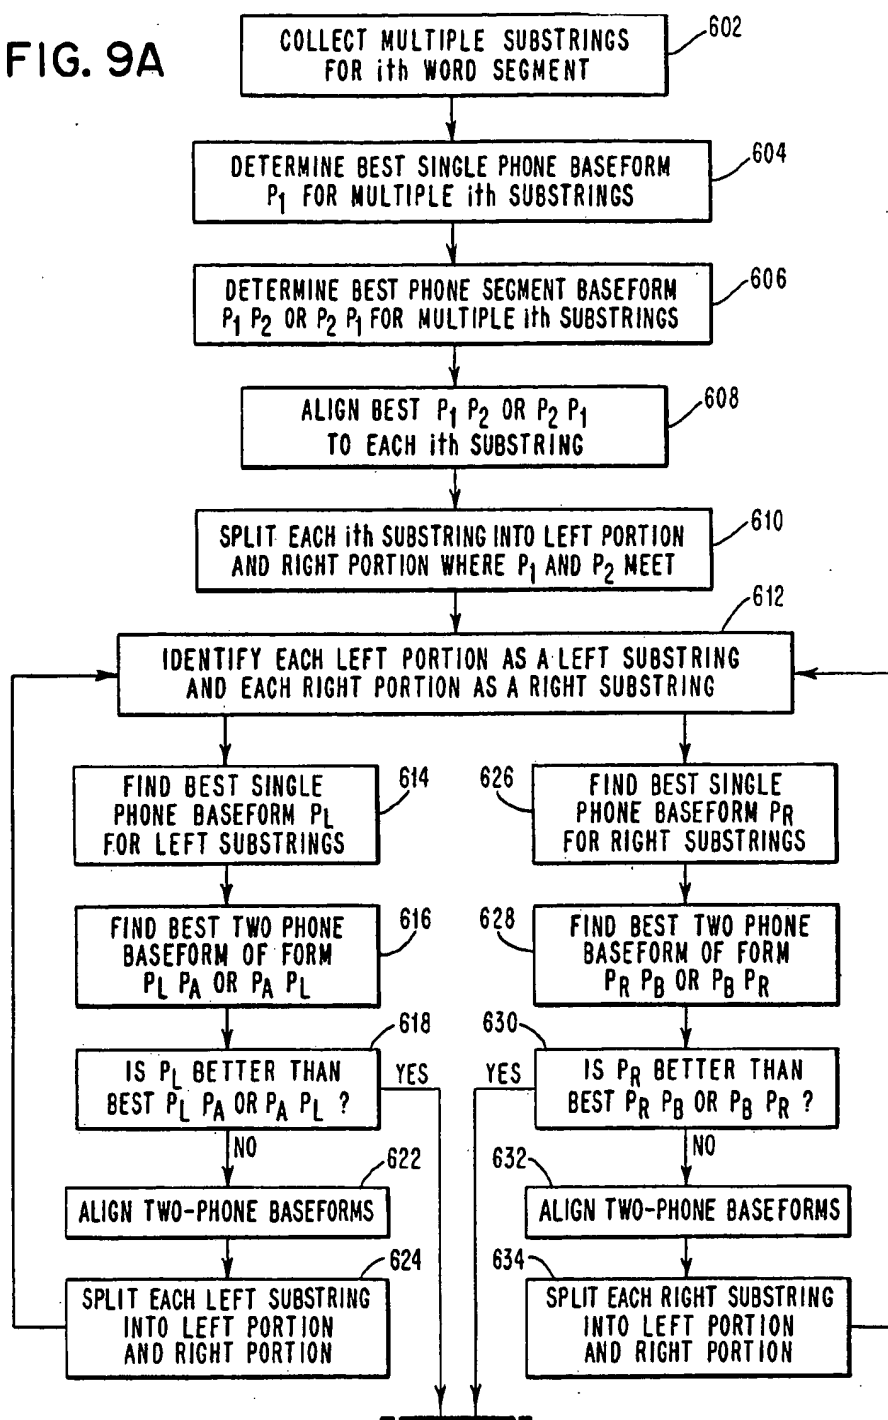 FIG. 9A
COLLECT MULTIPLE SUBSTRINGS
FOR ith WORD SEGMENT
602
DETERMINE BEST SINGLE PHONE BASEFORM
P1 FOR MULTIPLE ith SUBSTRINGS
604
DETERMINE BEST PHONE SEGMENT BASEFORM
P1 P2 OR P2 P1 FOR MULTIPLE ith SUBSTRINGS
606
ALIGN BEST P1 P2 OR P2 P1
TO EACH ith SUBSTRING
608
SPLIT EACH ith SUBSTRING INTO LEFT PORTION
AND RIGHT PORTION WHERE P1 AND P2 MEET
610
612
IDENTIFY EACH LEFT PORTION AS A LEFT SUBSTRING
AND EACH RIGHT PORTION AS A RIGHT SUBSTRING
FIND BEST SINGLE
PHONE BASEFORM PL
FOR LEFT SUBSTRINGS
614
FIND BEST TWO PHONE
BASEFORM OF FORM
PL PA OR PA PL
616
618
IS PL BETTER THAN
BEST PL PA OR PA PL ?
YES
NO
622
ALIGN TWO-PHONE BASEFORMS
624
SPLIT EACH LEFT SUBSTRING
INTO LEFT PORTION
AND RIGHT PORTION
626
FIND BEST SINGLE
PHONE BASEFORM PR
FOR RIGHT SUBSTRINGS
628
FIND BEST TWO PHONE
BASEFORM OF FORM
PR PB OR PB PR
630
YES
IS PR BETTER THAN
BEST PR PB OR PB PR ?
NO
632
ALIGN TWO-PHONE BASEFORMS
634
SPLIT EACH RIGHT SUBSTRING
INTO LEFT PORTION
AND RIGHT PORTION